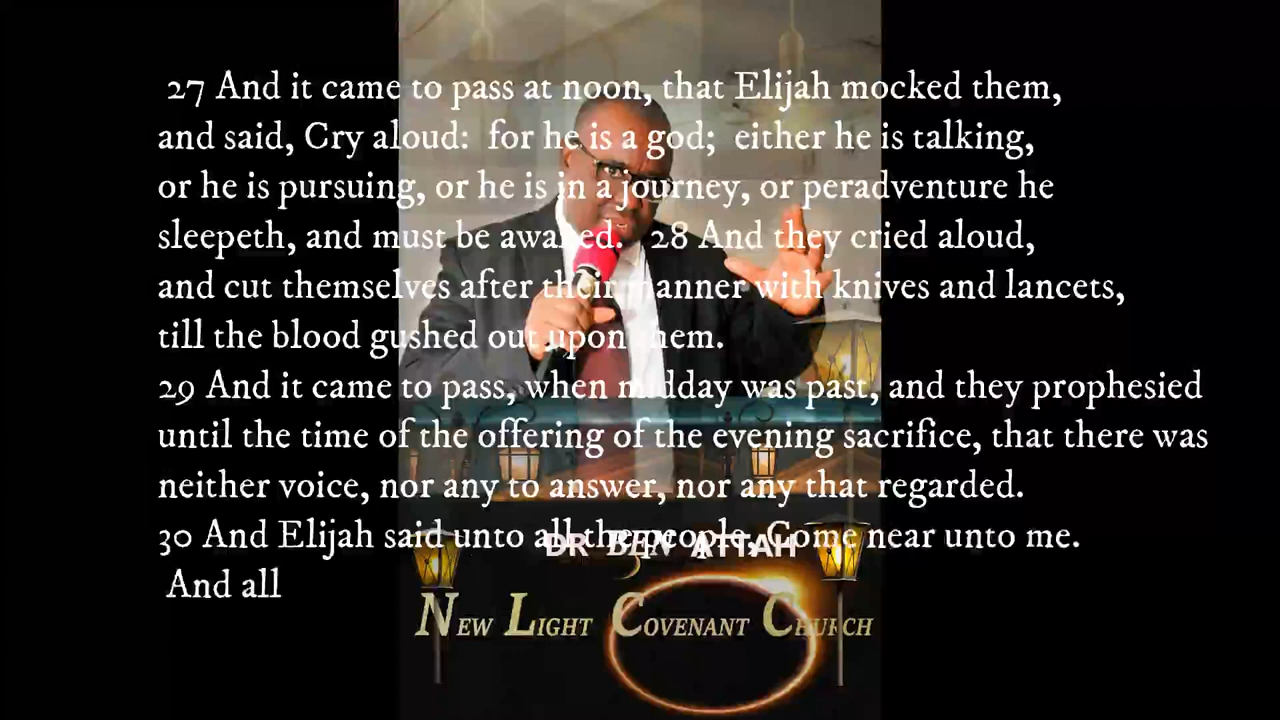 27 And it came to pass at noon, that Elijah mocked them,
and said, Cry aloud: for he is a god; either he is talking,
or he is pursuing, or he is in a journey, or peradventure he
sleepeth, and must be awaked. 28 And they cried aloud,
and cut themselves after their manner with knives and lancets,
till the blood gushed out upon them.
29 And it came to pass, when midday was past, and they prophesied
until the time of the offering of the evening sacrifice, that there was
neither voice, nor any to answer, nor any that regarded.
30 And Elijah said unto all the people, Come near unto me.
And all
DR BEN ATTAH
NEW LIGHT COVENANT CHURCH